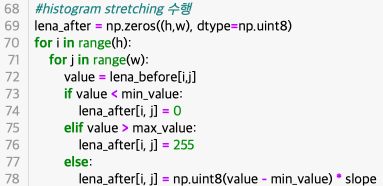 68 #histogram stretching 수행
69 lena_after = np.zeros((h,w), dtype=np.uint8)
70 for i in range(h):
71 for j in range(w):
72 value = lena_before[i,j]
73 if value < min_value:
74 lena_after[i, j] = 0
75 elif value > max_value:
76 lena_after[i, j] = 255
77 else:
78 lena_after[i, j] = np.uint8(value - min_value) * slope